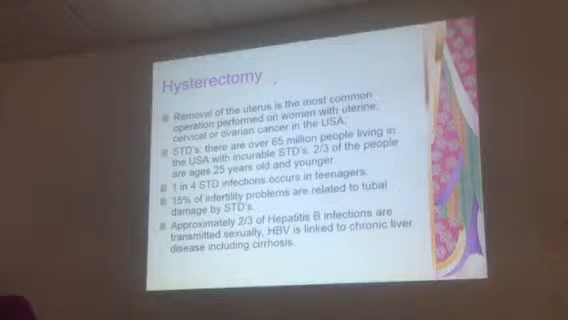 Hysterectomy
Removal of the uterus is the most common
operation performed on women with uterine,
cervical or ovarian cancer in the USA.
STD's: there are over 65 million people living in
the USA with incurable STD's. 2/3 of the people
are ages 25 years old and younger.
1 in 4 STD infections occurs in teenagers.
15% of infertility problems are related to tubal
damage by STD's.
Approximately 2/3 of Hepatitis B infections are
transmitted sexually, HBV is linked to chronic liver
disease including cirrhosis.